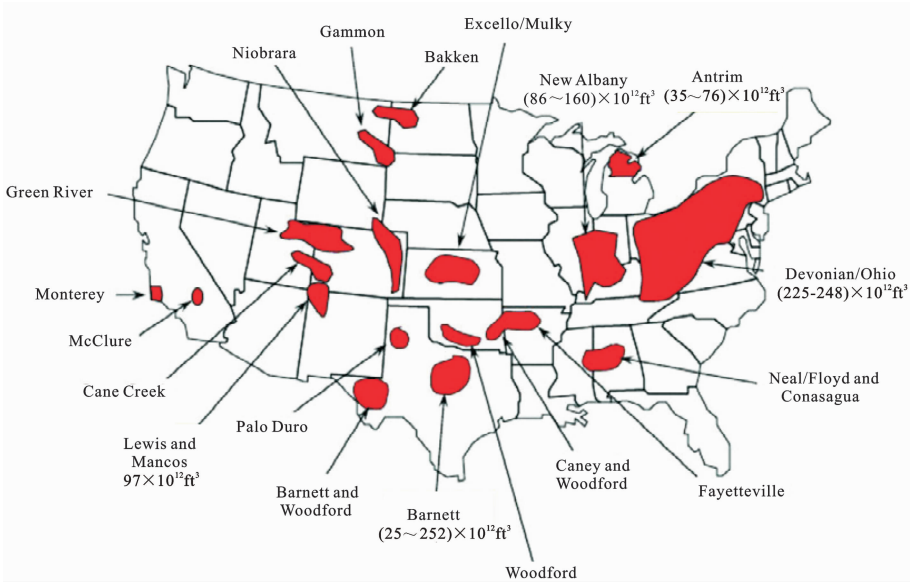 Excello/Mulky
Gammon
Niobrara
Bakken
New Albany
(86～160)×10¹²ft³
Antrim
(35～76)×10¹²ft³
Green River
Devonian/Ohio
(225-248)×10¹²ft³
Monterey
McClure
Cane Creek
Neal/Floyd and
Conasagua
Palo Duro
Lewis and
Mancos
97×10¹²ft³
Barnett and
Woodford
Caney and
Woodford
Fayetteville
Barnett
(25～252)×10¹²ft³
Woodford